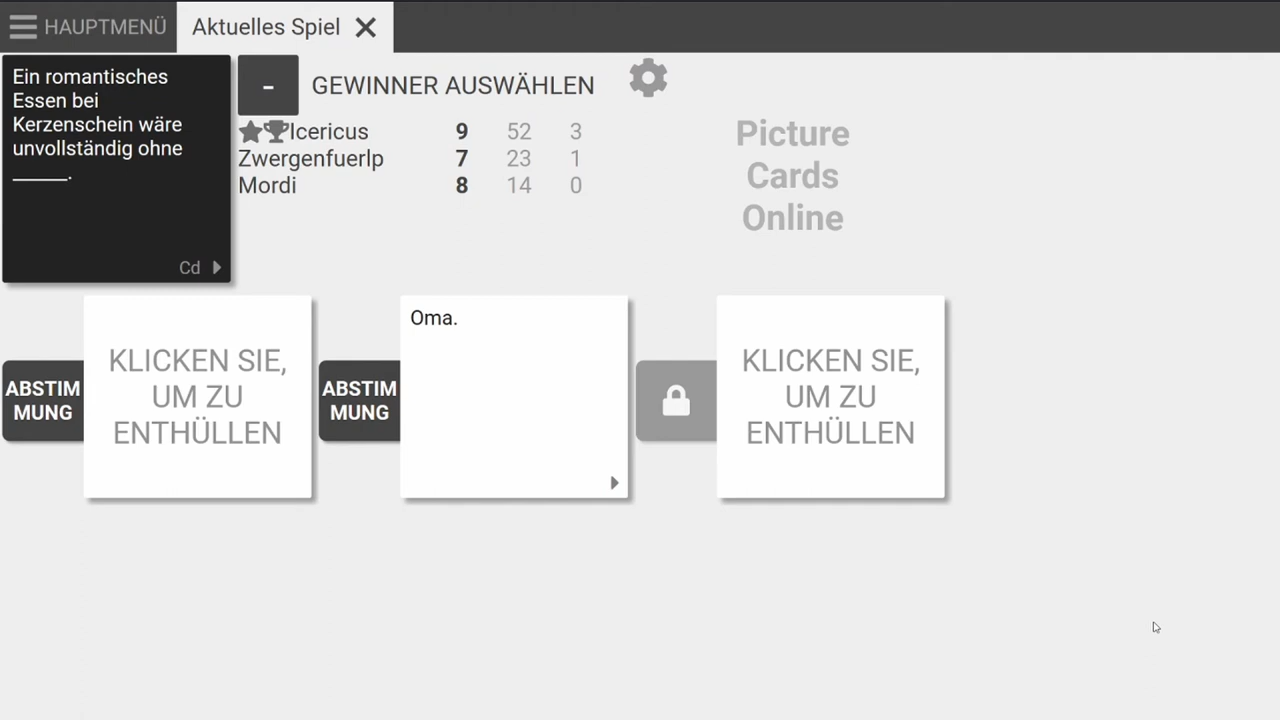 HAUPTMENÜ
Aktuelles Spiel
Ein romantisches
Essen bei
Kerzenschein wäre
unvollständig ohne
_____.
Cd
-
GEWINNER AUSWÄHLEN
Icericus 9 52 3
Zwergenfuerlp 7 23 1
Mordi 8 14 0
Picture
Cards
Online
ABSTIM
MUNG
KLICKEN SIE,
UM ZU
ENTHÜLLEN
ABSTIM
MUNG
Oma.
KLICKEN SIE,
UM ZU
ENTHÜLLEN